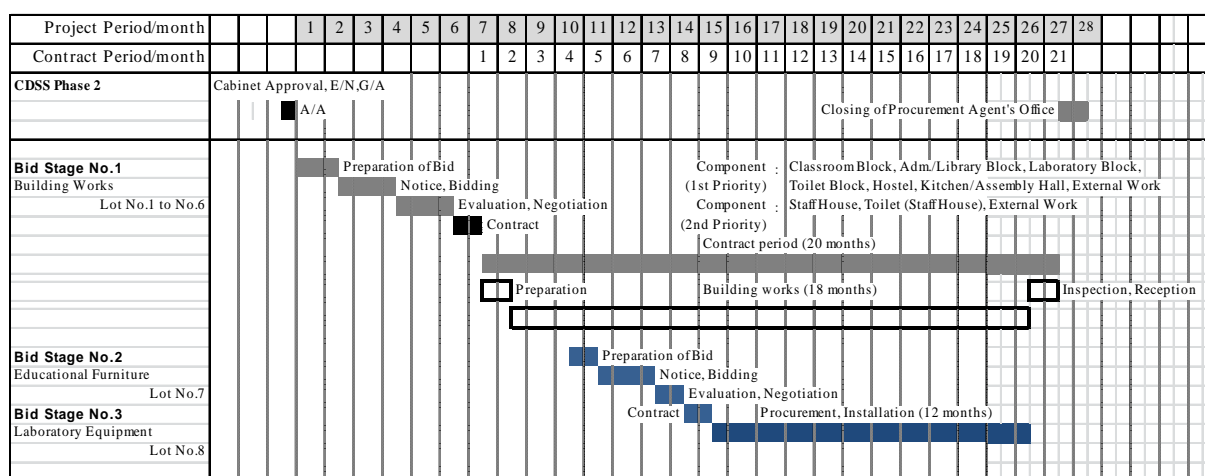 Project Period/month 1 2 3 4 5 6 7 8 9 10 11 12 13 14 15 16 17 18 19 20 21 22 23 24 25 26 27 28
Contract Period/month 1 2 3 4 5 6 7 8 9 10 11 12 13 14 15 16 17 18 19 20 21
CDSS Phase 2 Cabinet Approval, E/N,G/A
A/A Closing of Procurement Agent's Office
Bid Stage No.1 Preparation of Bid Component : Classroom Block, Adm./Library Block, Laboratory Block,
Building Works Notice, Bidding (1st Priority) Toilet Block, Hostel, Kitchen/Assembly Hall, External Work
Lot No.1 to No.6 Evaluation, Negotiation Component : Staff House, Toilet (Staff House), External Work
Contract (2nd Priority)
Contract period (20 months)
Preparation Building works (18 months) Inspection, Reception
Bid Stage No.2 Preparation of Bid
Educational Furniture Notice, Bidding
Lot No.7 Evaluation, Negotiation
Bid Stage No.3 Contract Procurement, Installation (12 months)
Laboratory Equipment
Lot No.8